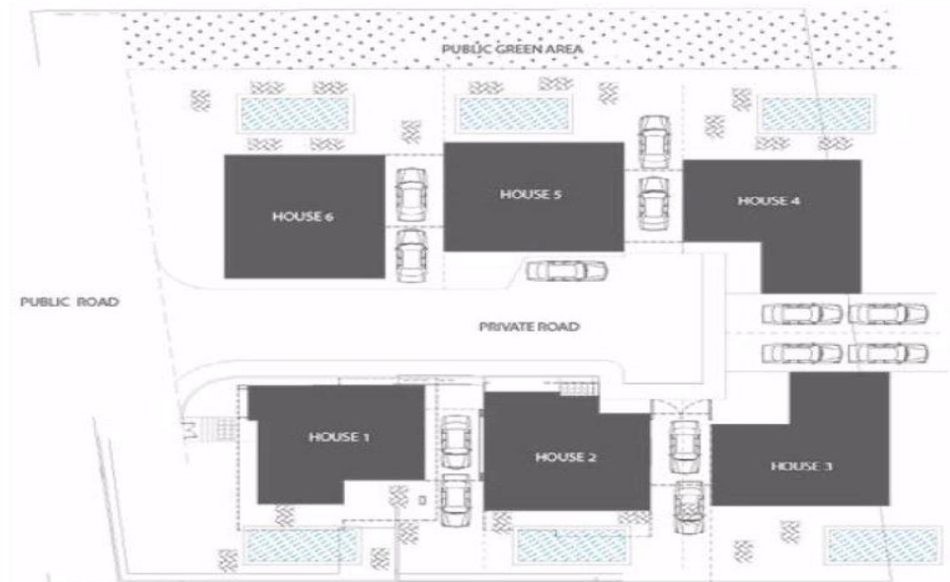 PUBLIC GREEN AREA
HOUSE 6
HOUSE 5
HOUSE 4
PUBLIC ROAD
PRIVATE ROAD
HOUSE 1
HOUSE 2
HOUSE 3